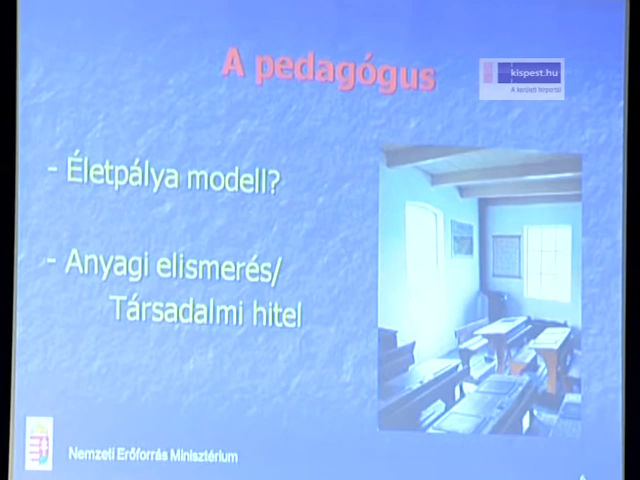 A pedagógus
kispest.hu
A kerületi hírportál
- Életpálya modell?
- Anyagi elismerés/
Társadalmi hitel
Nemzeti Erőforrás Minisztérium